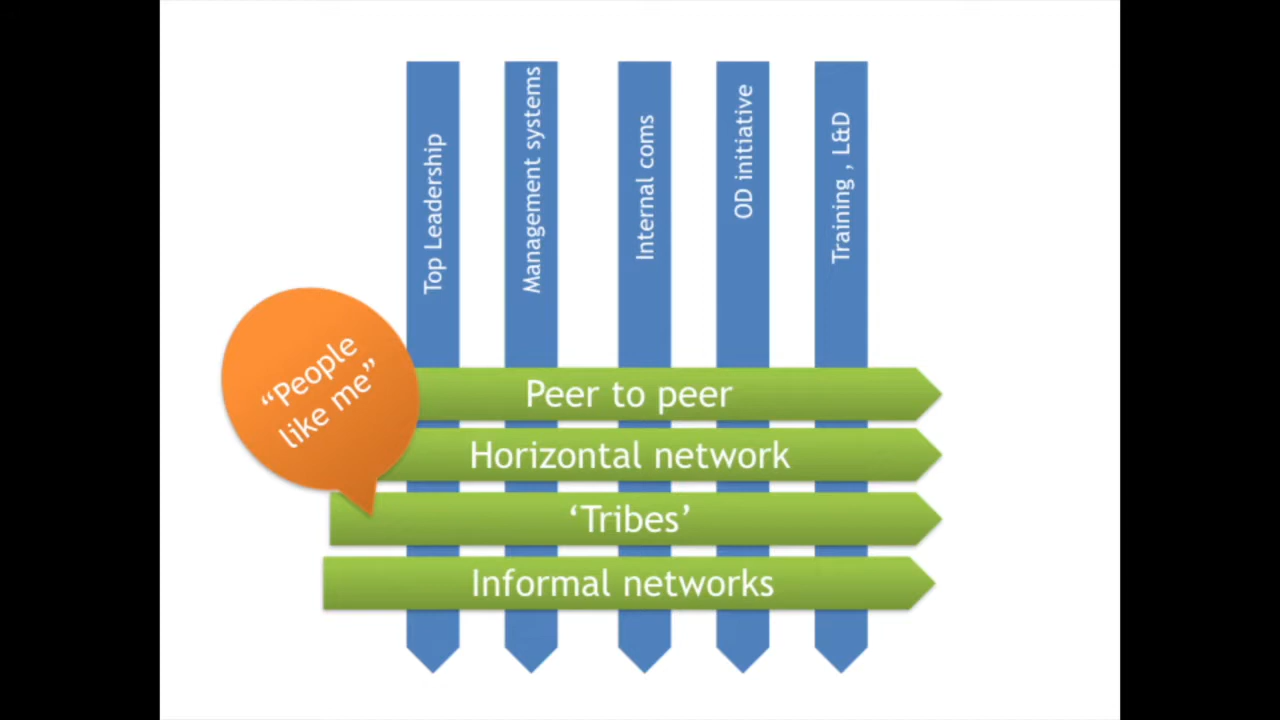 Top Leadership
Management systems
Internal coms
OD initiative
Training , L&D
“People
like me”
Peer to peer
Horizontal network
‘Tribes’
Informal networks